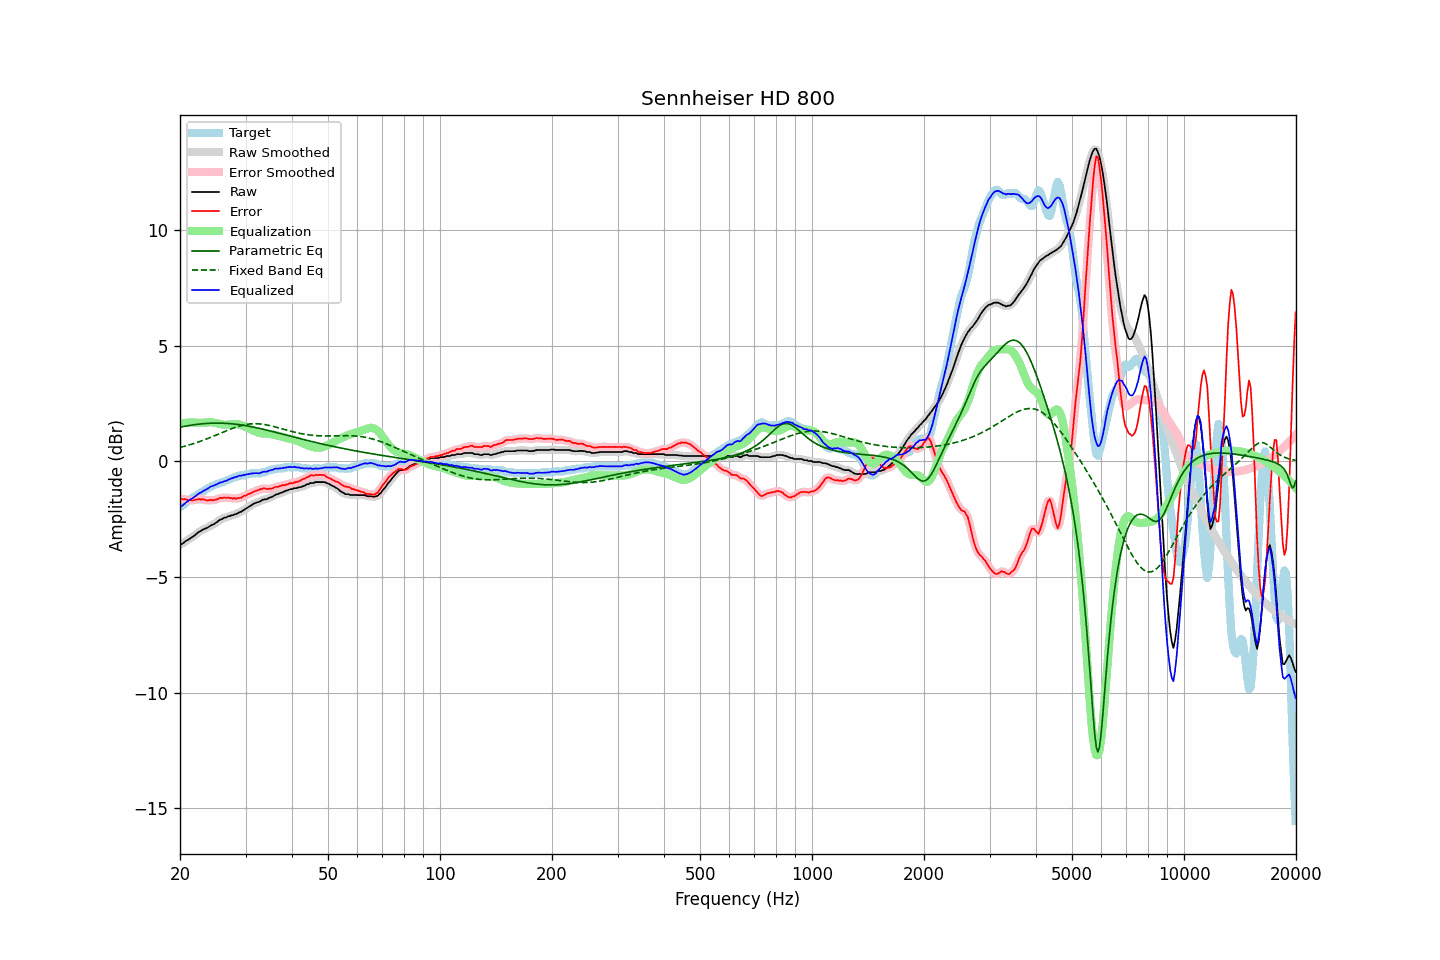 Sennheiser HD 800
Target
Raw Smoothed
Error Smoothed
Raw
Error
Equalization
Parametric Eq
Fixed Band Eq
Equalized
Amplitude (dBr)
10
5
0
−5
−10
−15
20
50
100
200
500
1000
2000
5000
10000
20000
Frequency (Hz)